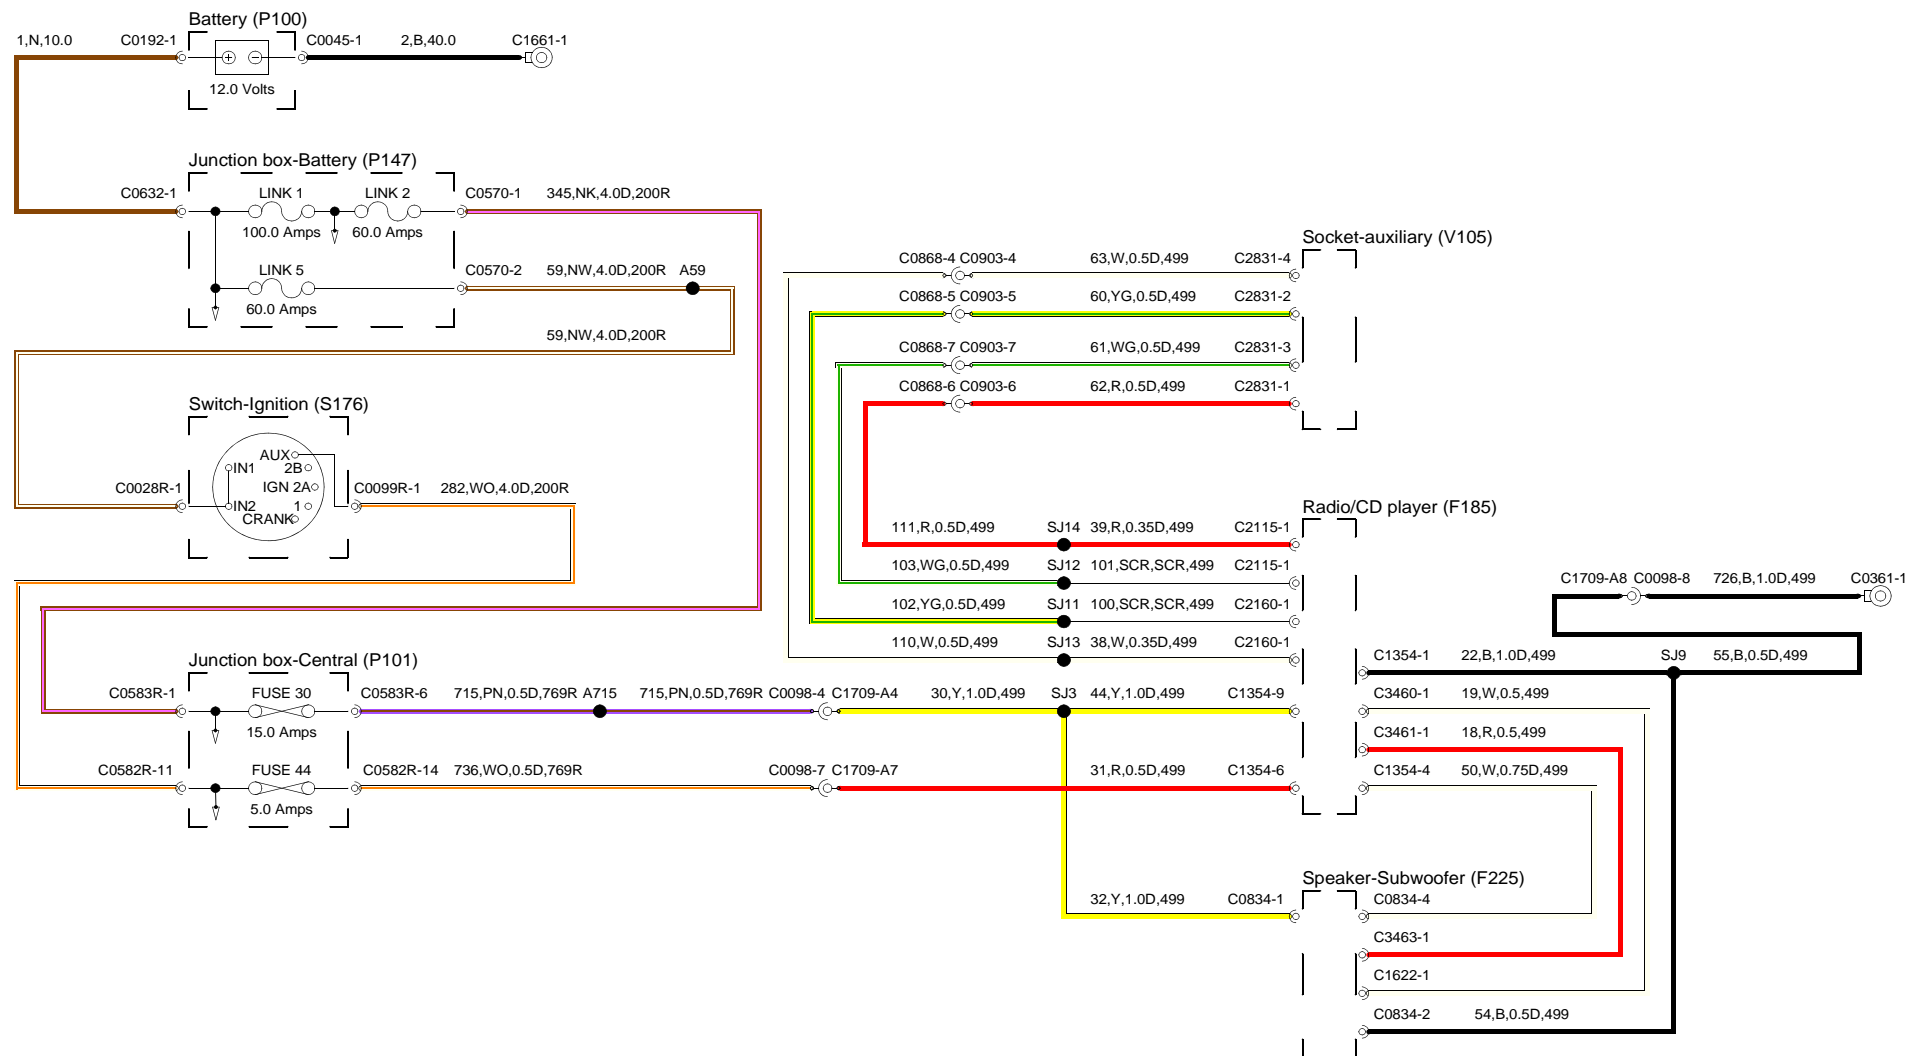 Battery (P100)
1,N,10.0 C0192-1 C0045-1 2,B,40.0 C1661-1
12.0 Volts
Junction box-Battery (P147)
C0632-1 LINK 1 LINK 2 C0570-1 345,NK,4.0D,200R
100.0 Amps 60.0 Amps
LINK 5 C0570-2 59,NW,4.0D,200R A59
60.0 Amps
59,NW,4.0D,200R
Switch-Ignition (S176)
AUX
IN1 2B
IGN 2A
C0028R-1 IN2 1 C0099R-1 282,WO,4.0D,200R
CRANK
Socket-auxiliary (V105)
C0868-4 C0903-4 63,W,0.5D,499 C2831-4
C0868-5 C0903-5 60,YG,0.5D,499 C2831-2
C0868-7 C0903-7 61,WG,0.5D,499 C2831-3
C0868-6 C0903-6 62,R,0.5D,499 C2831-1
Radio/CD player (F185)
111,R,0.5D,499 SJ14 39,R,0.35D,499 C2115-1
103,WG,0.5D,499 SJ12 101,SCR,SCR,499 C2115-1
102,YG,0.5D,499 SJ11 100,SCR,SCR,499 C2160-1
110,W,0.5D,499 SJ13 38,W,0.35D,499 C2160-1
C1709-A8 C0098-8 726,B,1.0D,499 C0361-1
C1354-1 22,B,1.0D,499 SJ9 55,B,0.5D,499
Junction box-Central (P101)
C0583R-1 FUSE 30 C0583R-6 715,PN,0.5D,769R A715 715,PN,0.5D,769R C0098-4 C1709-A4 30,Y,1.0D,499 SJ3 44,Y,1.0D,499 C1354-9 C3460-1 19,W,0.5,499
15.0 Amps
C3461-1 18,R,0.5,499
C0582R-11 FUSE 44 C0582R-14 736,WO,0.5D,769R C0098-7 C1709-A7 31,R,0.5D,499 C1354-6 C1354-4 50,W,0.75D,499
5.0 Amps
Speaker-Subwoofer (F225)
32,Y,1.0D,499 C0834-1 C0834-4
C3463-1
C1622-1
C0834-2 54,B,0.5D,499